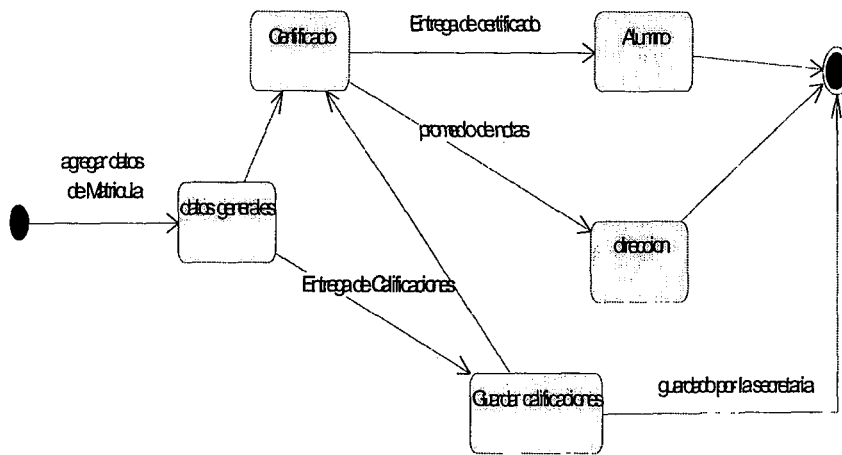 Certificado
Entrega de certificado
Alumno
promedio de notas
agregar datos
de Matricula
datos generales
direccion
Entrega de Calificaciones
Guardar calificaciones
guardado por la secretaria